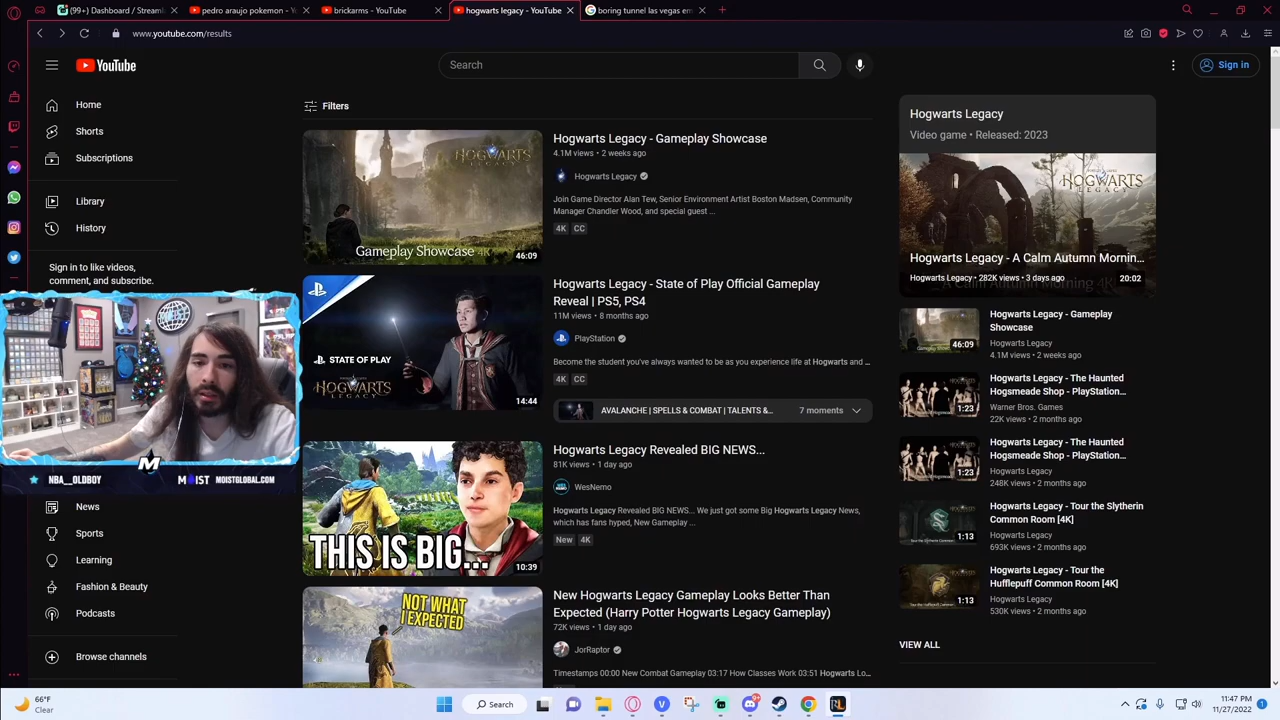 (99+) Dashboard / Streaml
pedro araujo pokemon - Yo
brickarms - YouTube
hogwarts legacy - YouTube
boring tunnel las vegas em
www.youtube.com/results
YouTube
Search
Sign in
Home
Shorts
Subscriptions
Library
History
Sign in to like videos,
comment, and subscribe.
NBA__OLDBOY
MOIST
MOISTGLOBAL.COM
News
Sports
Learning
Fashion & Beauty
Podcasts
Browse channels
Filters
HOGWARTS
LEGACY
Gameplay Showcase 4K
46:09
Hogwarts Legacy - Gameplay Showcase
4.1M views • 2 weeks ago
Hogwarts Legacy
Join Game Director Alan Tew, Senior Environment Artist Boston Madsen, Community
Manager Chandler Wood, and special guest ...
4K CC
STATE OF PLAY
HOGWARTS
LEGACY
14:44
Hogwarts Legacy - State of Play Official Gameplay
Reveal | PS5, PS4
11M views • 8 months ago
PlayStation
Become the student you've always wanted to be as you experience life at Hogwarts and ...
4K CC
AVALANCHE | SPELLS & COMBAT | TALENTS &...
7 moments
THIS IS BIG...
10:39
Hogwarts Legacy Revealed BIG NEWS...
81K views • 1 day ago
WesNemo
Hogwarts Legacy Revealed BIG NEWS... We just got some Big Hogwarts Legacy News,
which has fans hyped, New Gameplay ...
New 4K
NOT WHAT
I EXPECTED
New Hogwarts Legacy Gameplay Looks Better Than
Expected (Harry Potter Hogwarts Legacy Gameplay)
72K views • 1 day ago
JorRaptor
Timestamps 00:00 New Combat Gameplay 03:17 How Classes Work 03:51 Hogwarts Lo...
Hogwarts Legacy
Video game • Released: 2023
HOGWARTS
LEGACY
Hogwarts Legacy - A Calm Autumn Mornin...
Hogwarts Legacy • 282K views • 3 days ago
20:02
A Calm Autumn Morning 4K
46:09
Hogwarts Legacy - Gameplay
Showcase
Hogwarts Legacy
4.1M views • 2 weeks ago
1:23
Hogwarts Legacy - The Haunted
Hogsmeade Shop - PlayStation...
Warner Bros. Games
22K views • 2 months ago
1:23
Hogwarts Legacy - The Haunted
Hogsmeade Shop - PlayStation...
Hogwarts Legacy
248K views • 2 months ago
1:13
Hogwarts Legacy - Tour the Slytherin
Common Room [4K]
Hogwarts Legacy
693K views • 2 months ago
1:13
Hogwarts Legacy - Tour the
Hufflepuff Common Room [4K]
Hogwarts Legacy
530K views • 2 months ago
VIEW ALL
66°F
Clear
Search
11:47 PM
11/27/2022